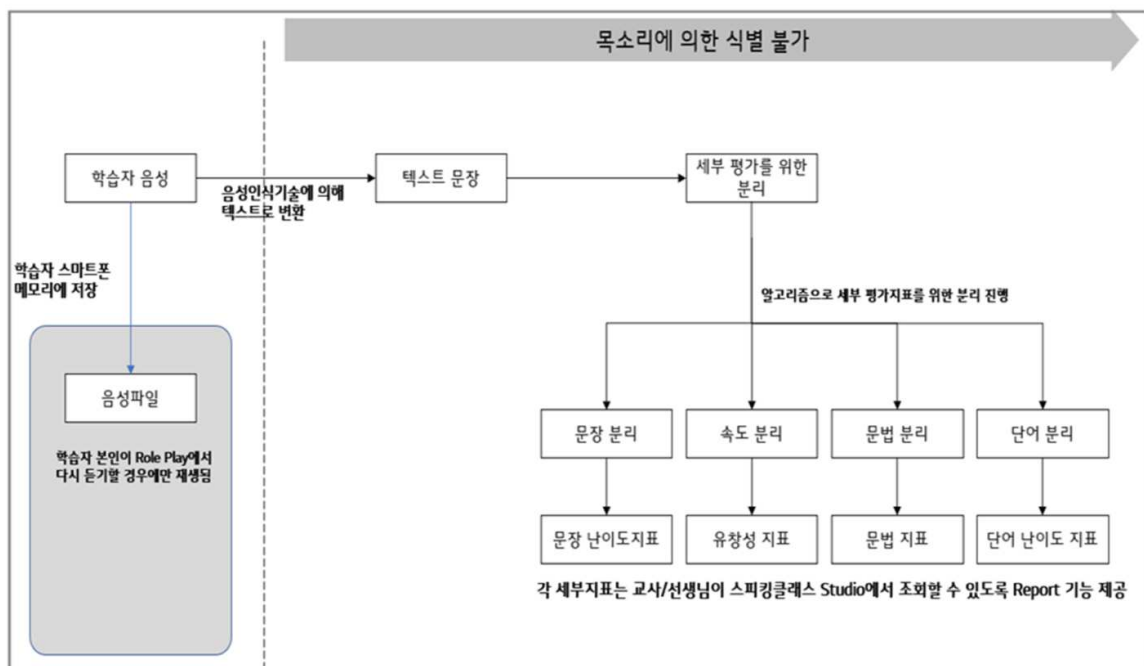 목소리에 의한 식별 불가
학습자 음성
음성인식기술에 의해
텍스트로 변환
텍스트 문장
세부 평가를 위한
분리
학습자 스마트폰
메모리에 저장
알고리즘으로 세부 평가지표를 위한 분리 진행
음성파일
학습자 본인이 Role Play에서
다시 듣기할 경우에만 재생됨
문장 분리
속도 분리
문법 분리
단어 분리
문장 난이도지표
유창성 지표
문법 지표
단어 난이도 지표
각 세부지표는 교사/선생님이 스피킹클래스 Studio에서 조회할 수 있도록 Report 기능 제공